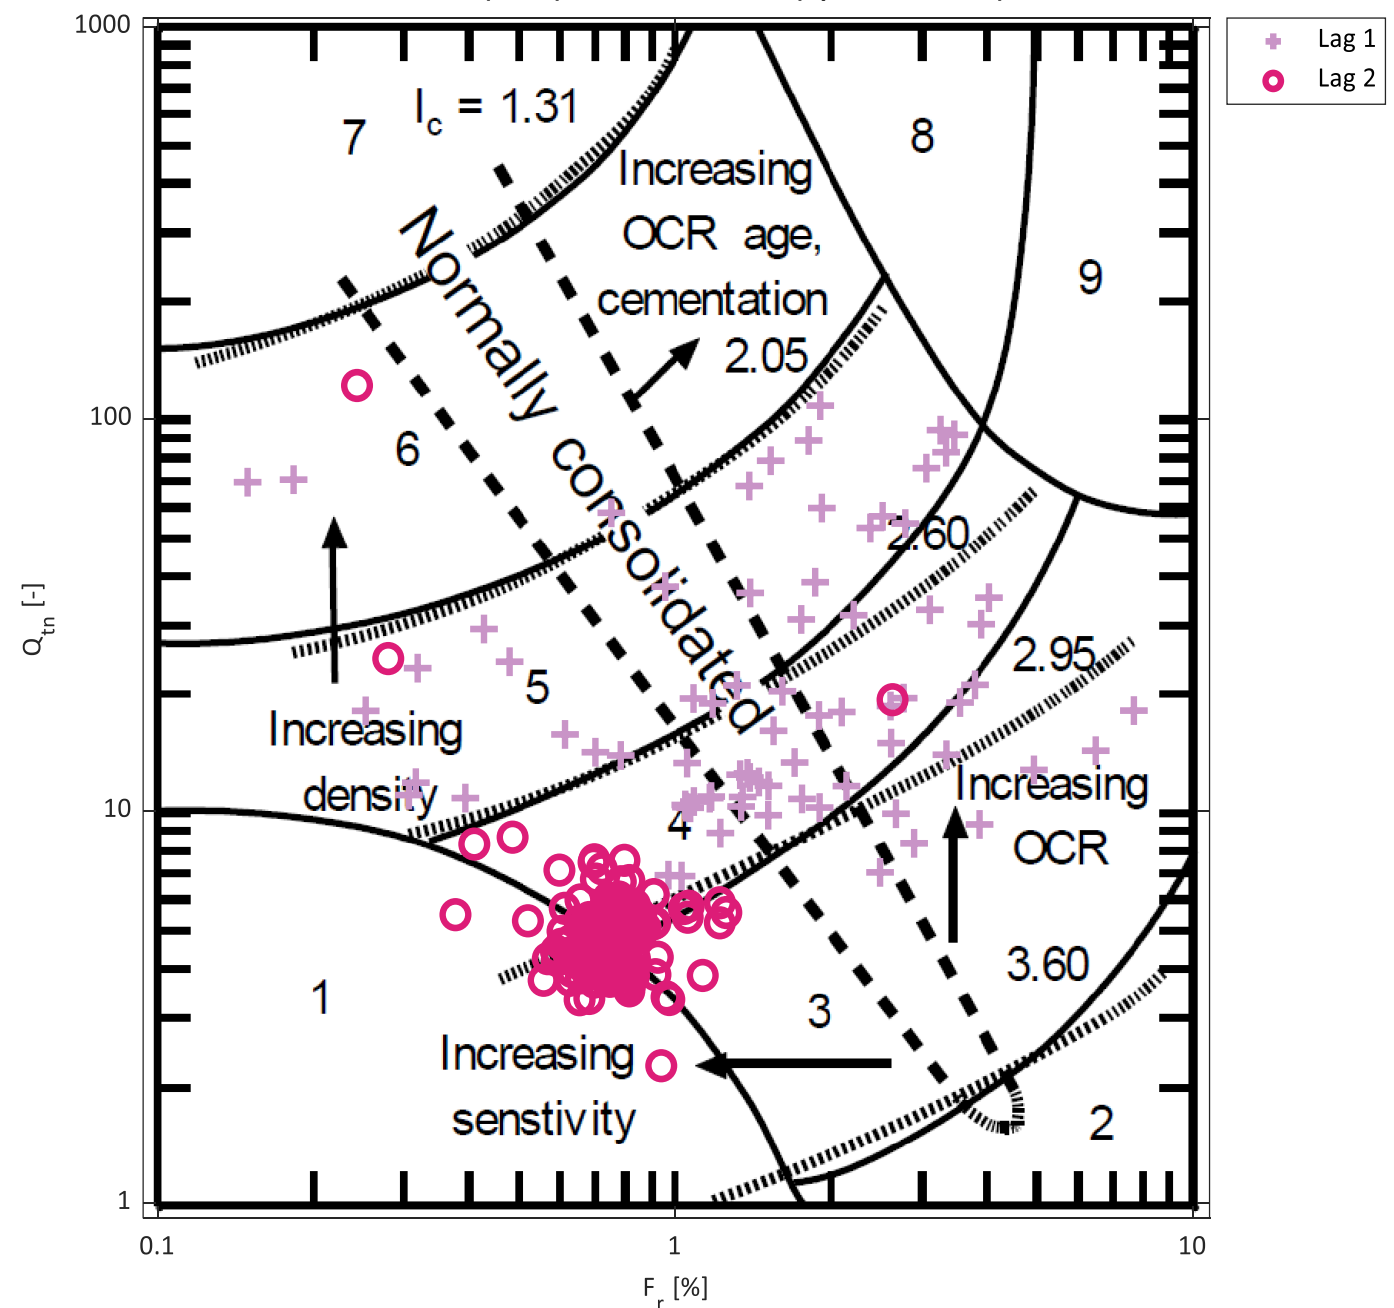 1000
100
10
1
Q_tn [-]
0.1
1
10
F_r [%]
Lag 1
Lag 2
7
I_c = 1.31
8
9
Increasing
OCR age,
cementation
2.05
Normally consolidated
6
2.60
5
2.95
Increasing
density
4
Increasing
OCR
1
3
3.60
Increasing
senstivity
2